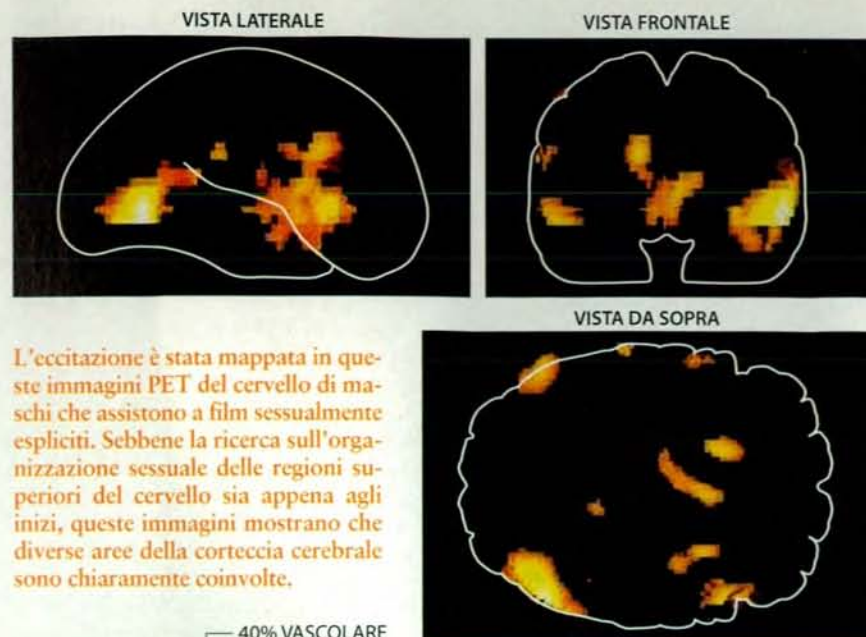 VISTA LATERALE
VISTA FRONTALE
VISTA DA SOPRA
L'eccitazione è stata mappata in que-
ste immagini PET del cervello di ma-
schi che assistono a film sessualmente
espliciti. Sebbene la ricerca sull'orga-
nizzazione sessuale delle regioni su-
periori del cervello sia appena agli
inizi, queste immagini mostrano che
diverse aree della corteccia cerebrale
sono chiaramente coinvolte.
40% VASCOLARE